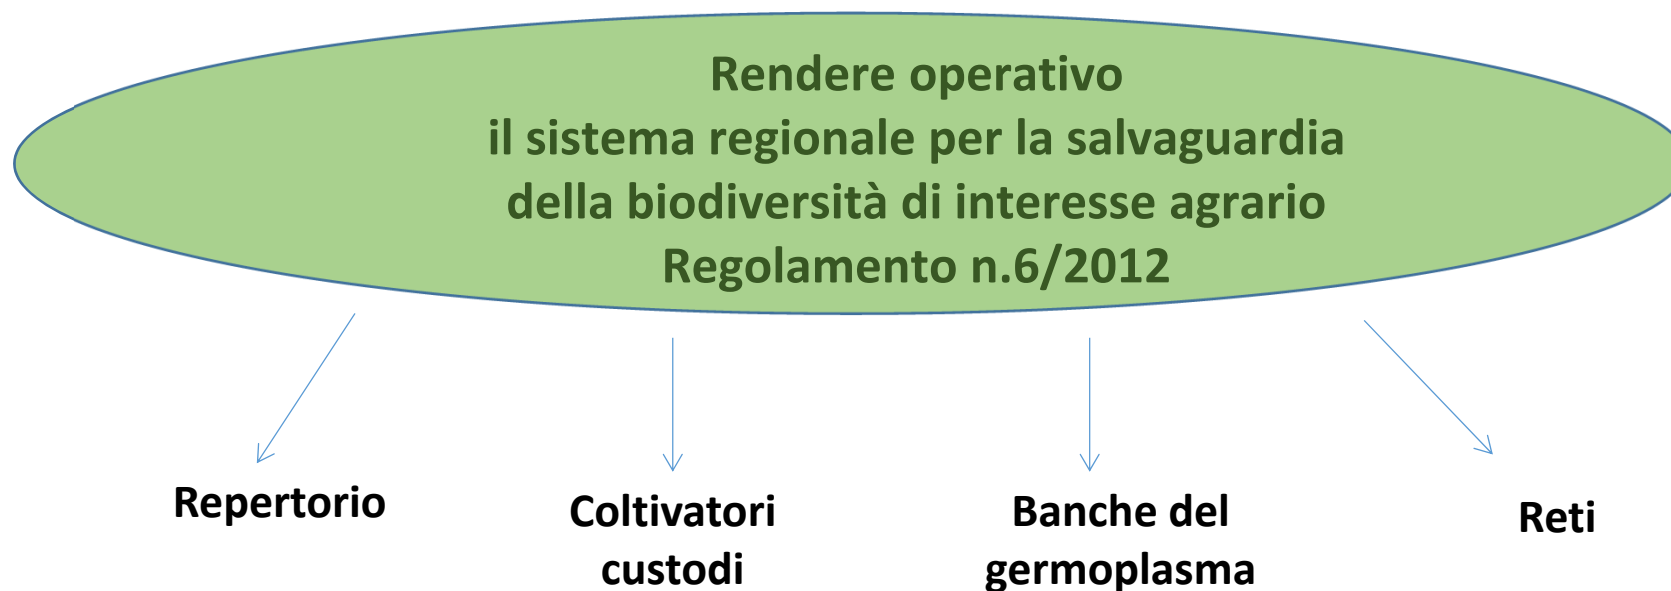 Rendere operativo
il sistema regionale per la salvaguardia
della biodiversità di interesse agrario
Regolamento n.6/2012
Repertorio
Coltivatori
custodi
Banche del
germoplasma
Reti